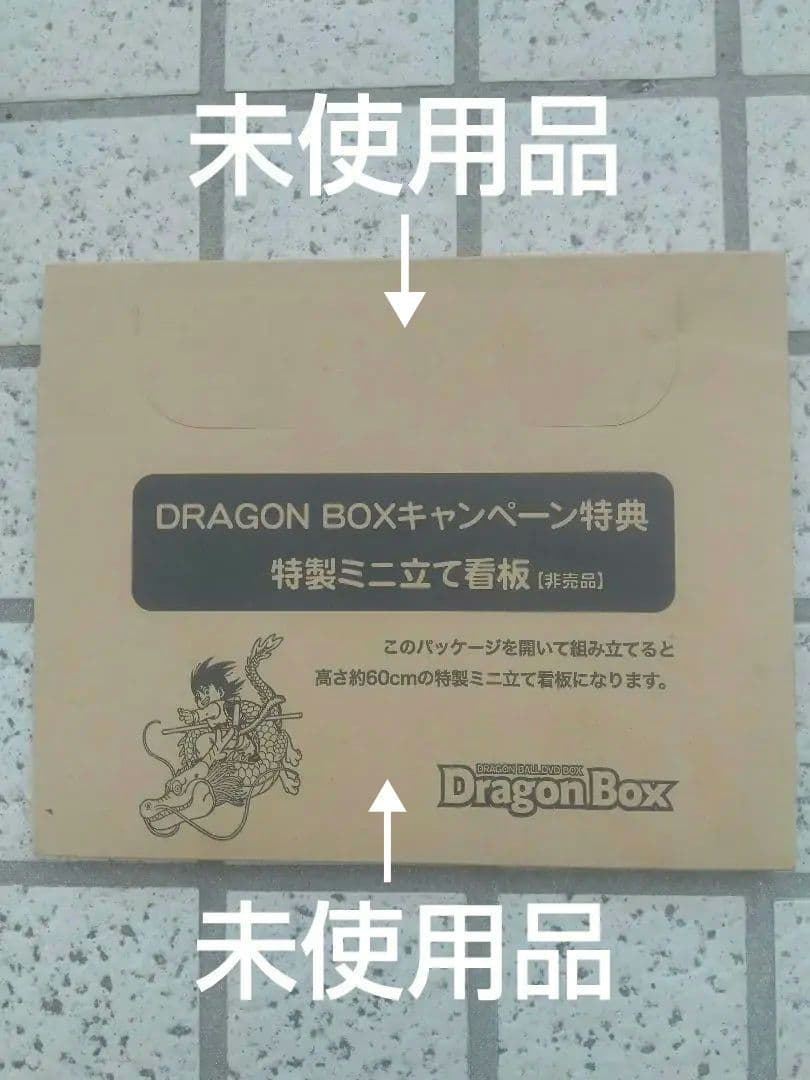 未使用品
DRAGON BOXキャンペーン特典
特製ミニ立て看板【非売品】
このパッケージを開いて組み立てると
高さ約60cmの特製ミニ立て看板になります。
DRAGON BALL DVD BOX
DragonBox
未使用品